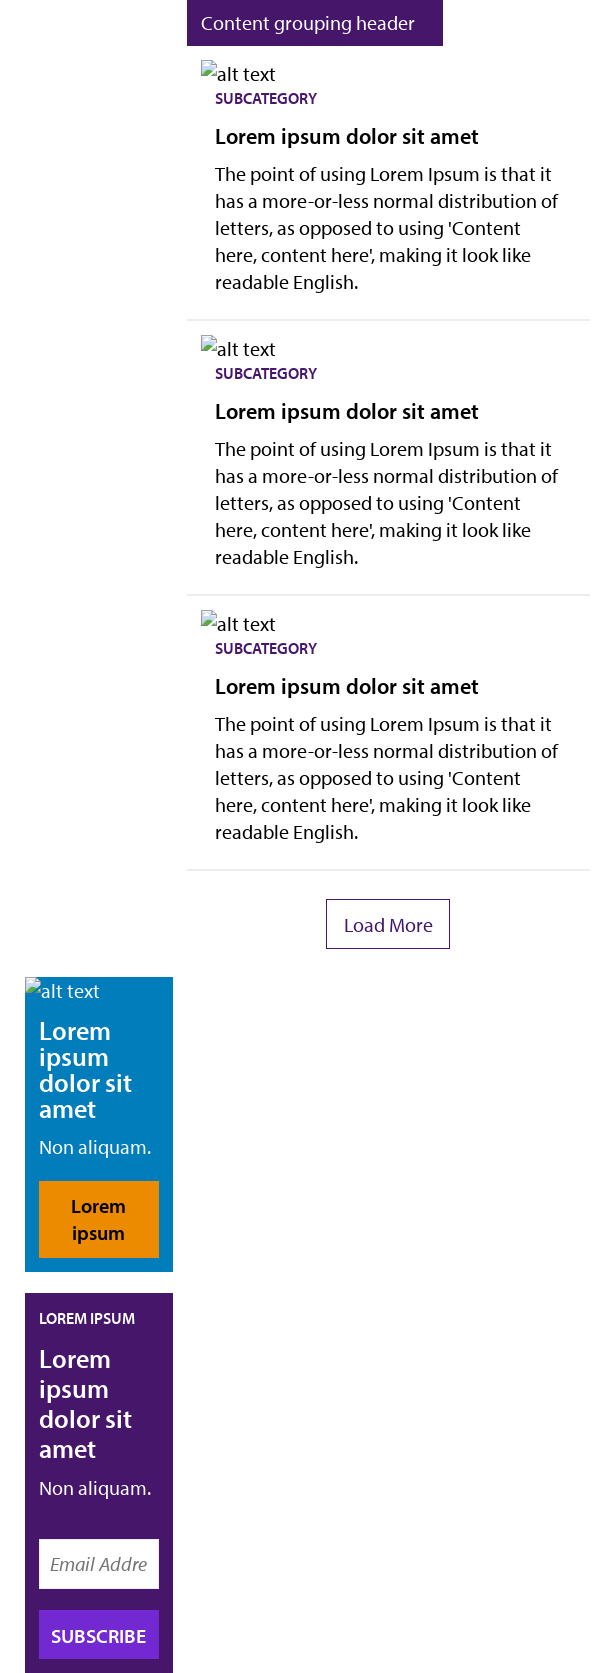 Content grouping header
alt text
SUBCATEGORY
Lorem ipsum dolor sit amet
The point of using Lorem Ipsum is that it
has a more-or-less normal distribution of
letters, as opposed to using 'Content
here, content here', making it look like
readable English.
alt text
SUBCATEGORY
Lorem ipsum dolor sit amet
The point of using Lorem Ipsum is that it
has a more-or-less normal distribution of
letters, as opposed to using 'Content
here, content here', making it look like
readable English.
alt text
SUBCATEGORY
Lorem ipsum dolor sit amet
The point of using Lorem Ipsum is that it
has a more-or-less normal distribution of
letters, as opposed to using 'Content
here, content here', making it look like
readable English.
Load More
alt text
Lorem
ipsum
dolor sit
amet
Non aliquam.
Lorem
ipsum
LOREM IPSUM
Lorem
ipsum
dolor sit
amet
Non aliquam.
Email Addre
SUBSCRIBE